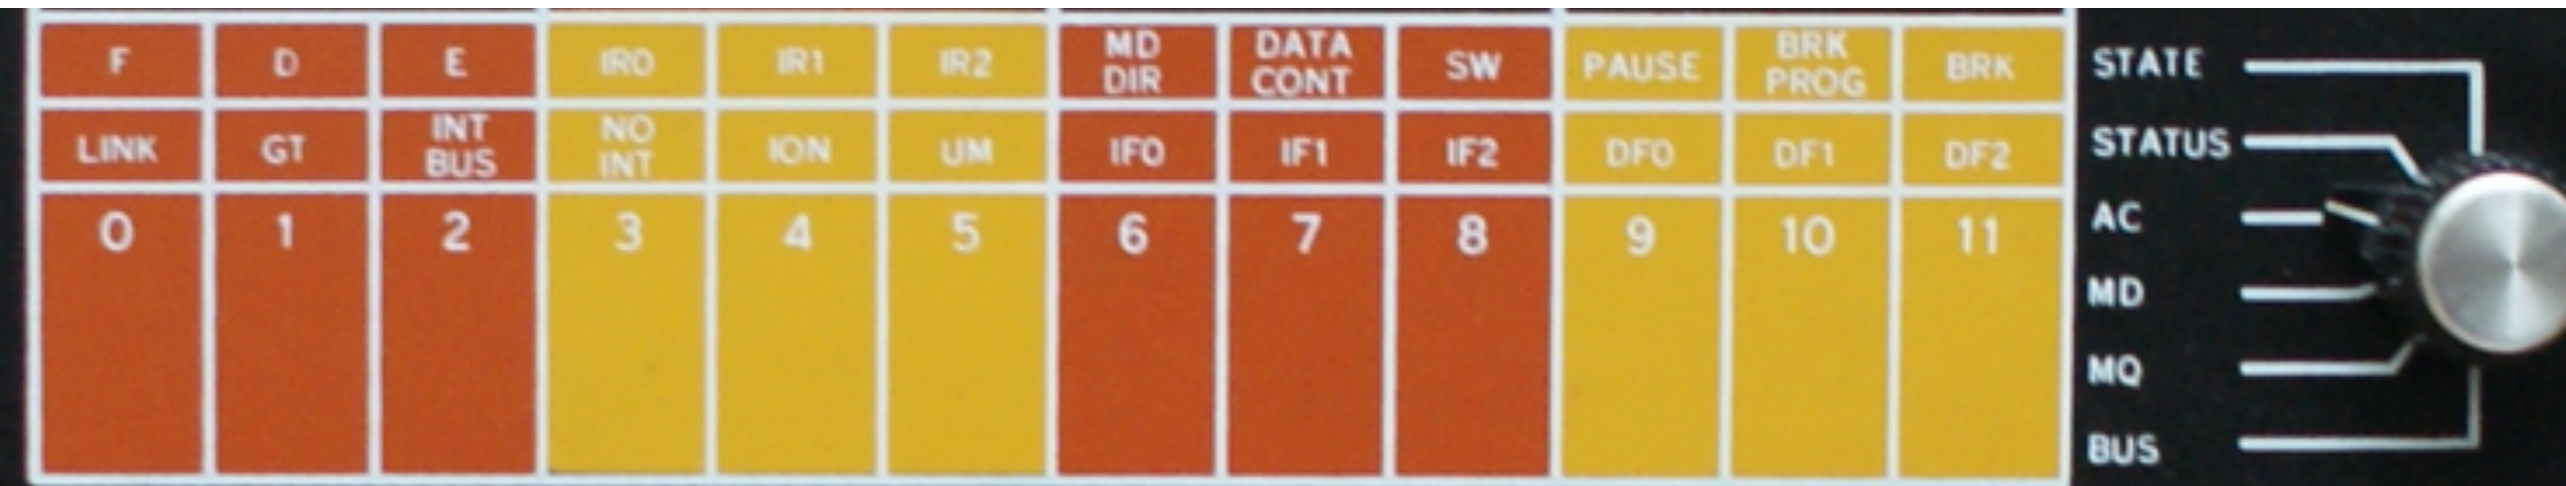 F D E IR0 IR1 IR2 MD DIR DATA CONT SW PAUSE BRK PROG BRK
LINK GT INT BUS NO INT ION UM IF0 IF1 IF2 DF0 DF1 DF2
0 1 2 3 4 5 6 7 8 9 10 11
STATE
STATUS
AC
MD
MQ
BUS